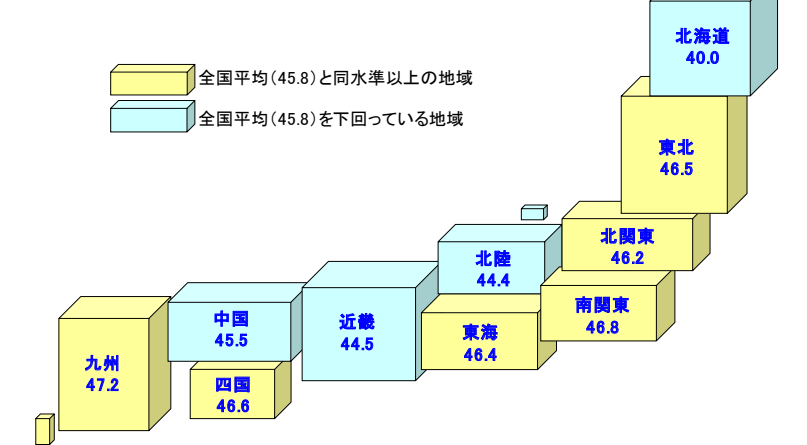 北海道
40.0
全国平均（45.8）と同水準以上の地域
全国平均（45.8）を下回っている地域
東北
46.5
北関東
46.2
北陸
44.4
南関東
46.8
中国
45.5
近畿
44.5
東海
46.4
九州
47.2
四国
46.6